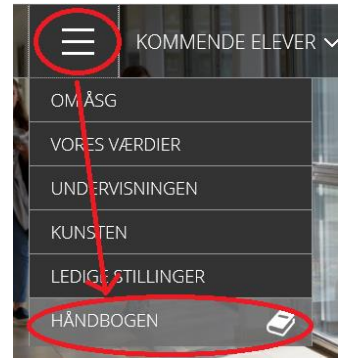 KOMMENDE ELEVER
OM ÅSG
VORES VÆRDIER
UNDERVISNINGEN
KUNSTEN
LEDIGE STILLINGER
HÅNDBOGEN